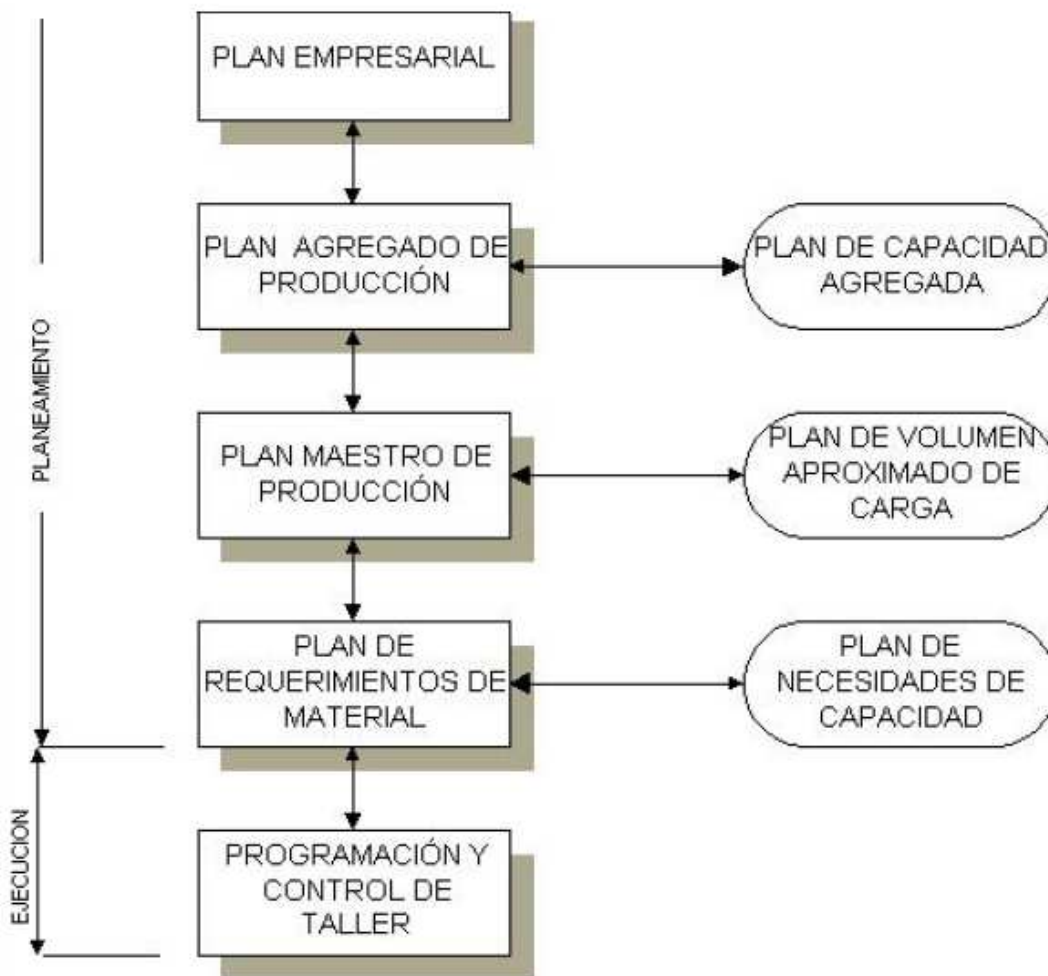 PLAN EMPRESARIAL
PLAN AGREGADO DE
PRODUCCIÓN
PLAN DE CAPACIDAD
AGREGADA
PLANEAMIENTO
PLAN MAESTRO DE
PRODUCCIÓN
PLAN DE VOLUMEN
APROXIMADO DE
CARGA
PLAN DE
REQUERIMIENTOS DE
MATERIAL
PLAN DE
NECESIDADES DE
CAPACIDAD
EJECUCION
PROGRAMACIÓN Y
CONTROL DE
TALLER